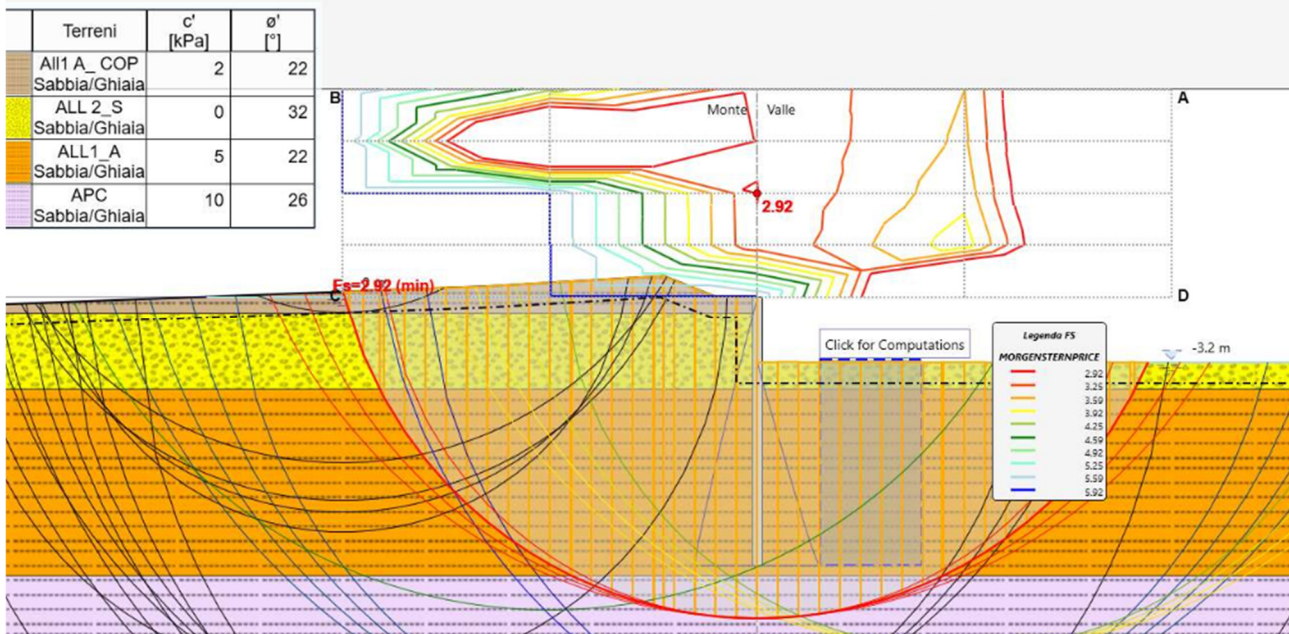 Terreni
c'
[kPa]
ø'
[°]
All1 A_ COP
Sabbia/Ghiaia
2
22
ALL 2_S
Sabbia/Ghiaia
0
32
ALL1_A
Sabbia/Ghiaia
5
22
APC
Sabbia/Ghiaia
10
26
B
Monte
Valle
A
2.92
Fs=2.92 (min)
C
D
Click for Computations
-3.2 m
Legenda FS
MORGENSTERNPRICE
2.92
3.25
3.59
3.92
4.25
4.59
4.92
5.25
5.59
5.92